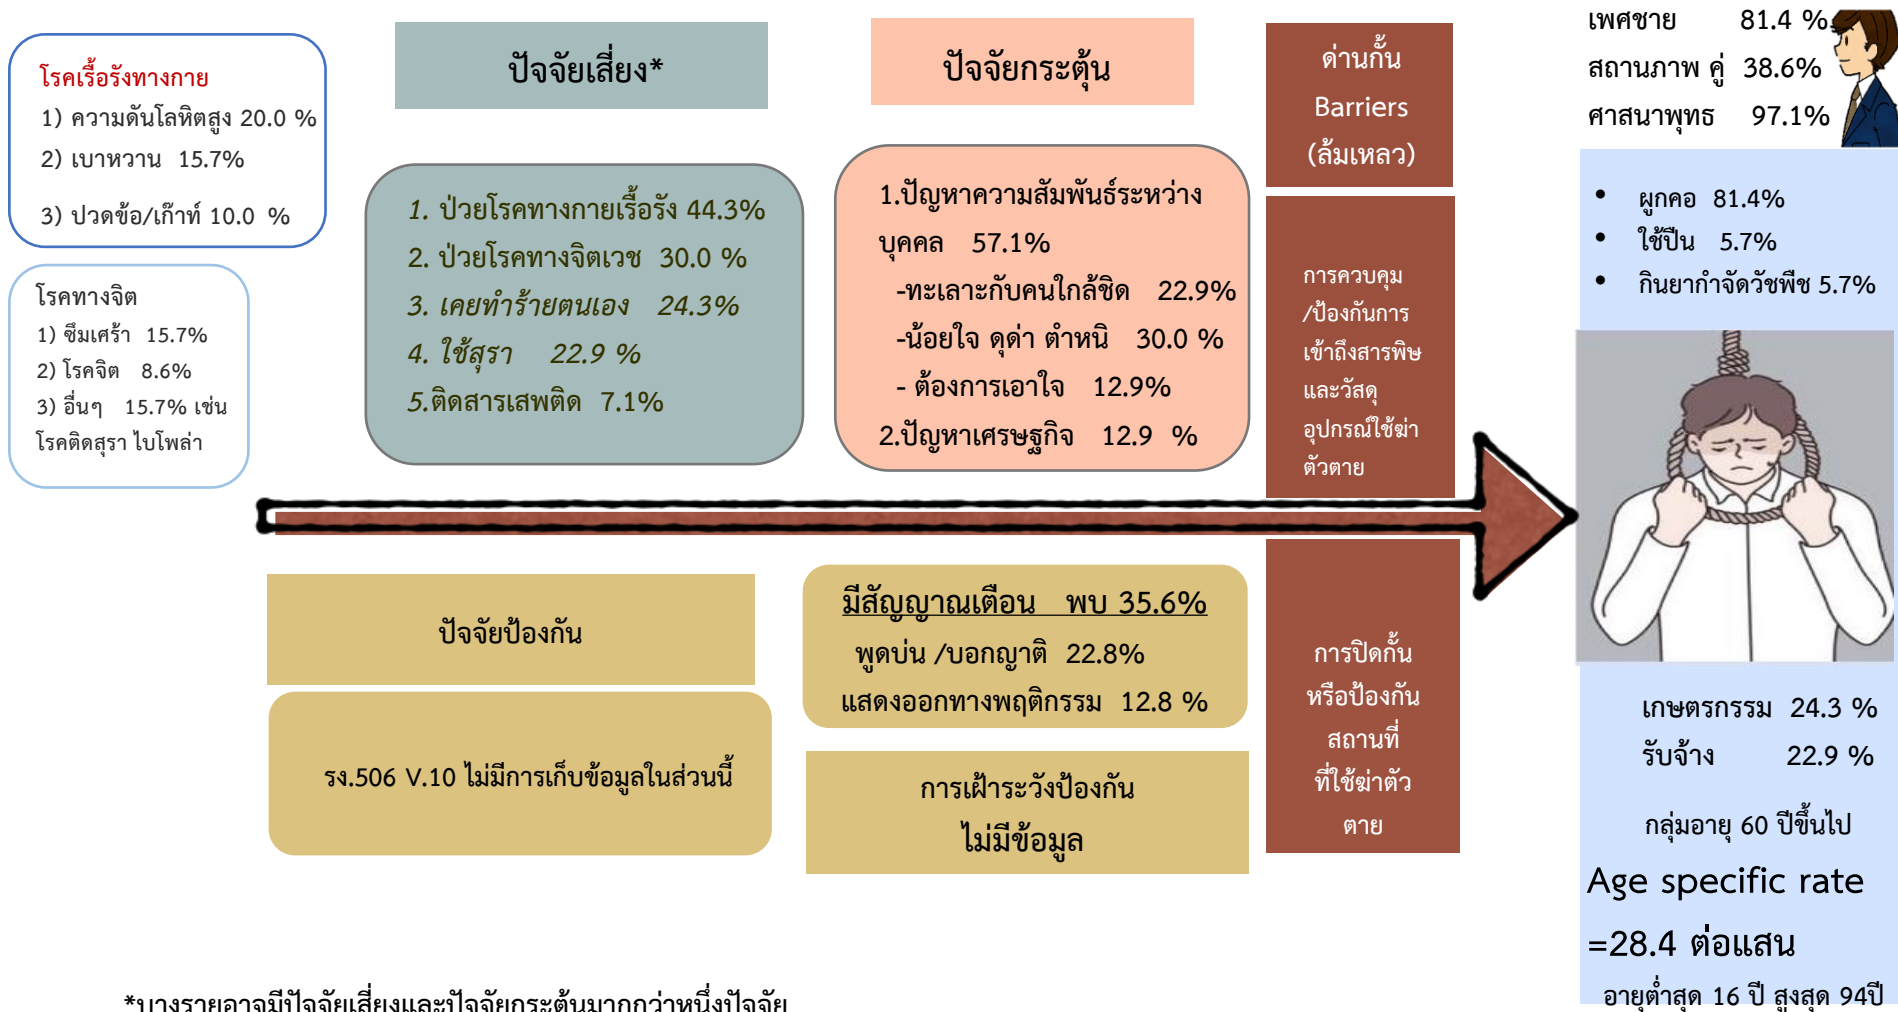 โรคเรื้อรังทางกาย
1) ความดันโลหิตสูง 20.0 %
2) เบาหวาน 15.7%
3) ปวดข้อ/เก๊าท์ 10.0 %
โรคทางจิต
1) ซึมเศร้า 15.7%
2) โรคจิต 8.6%
3) อื่นๆ 15.7% เช่น
โรคติดสุรา ไบโพล่า
ปัจจัยเสี่ยง*
1. ป่วยโรคทางกายเรื้อรัง 44.3%
2. ป่วยโรคทางจิตเวช 30.0 %
3. เคยทำร้ายตนเอง 24.3%
4. ใช้สุรา 22.9 %
5.ติดสารเสพติด 7.1%
ปัจจัยกระตุ้น
1.ปัญหาความสัมพันธ์ระหว่าง
บุคคล 57.1%
-ทะเลาะกับคนใกล้ชิด 22.9%
-น้อยใจ ดุด่า ตำหนิ 30.0 %
- ต้องการเอาใจ 12.9%
2.ปัญหาเศรษฐกิจ 12.9 %
ด่านกั้น
Barriers
(ล้มเหลว)
การควบคุม
/ป้องกันการ
เข้าถึงสารพิษ
และวัสดุ
อุปกรณ์ใช้ฆ่า
ตัวตาย
เพศชาย 81.4 %
สถานภาพ คู่ 38.6%
ศาสนาพุทธ 97.1%
• ผูกคอ 81.4%
• ใช้ปืน 5.7%
• กินยากำจัดวัชพืช 5.7%
ปัจจัยป้องกัน
รง.506 V.10 ไม่มีการเก็บข้อมูลในส่วนนี้
มีสัญญาณเตือน พบ 35.6%
พูดบ่น /บอกญาติ 22.8%
แสดงออกทางพฤติกรรม 12.8 %
การเฝ้าระวังป้องกัน
ไม่มีข้อมูล
การปิดกั้น
หรือป้องกัน
สถานที่
ที่ใช้ฆ่าตัว
ตาย
เกษตรกรรม 24.3 %
รับจ้าง 22.9 %
กลุ่มอายุ 60 ปีขึ้นไป
Age specific rate
=28.4 ต่อแสน
อายุต่ำสุด 16 ปี สูงสุด 94ปี
*บางรายอาจมีปัจจัยเสี่ยงและปัจจัยกระตุ้นมากกว่าหนึ่งปัจจัย